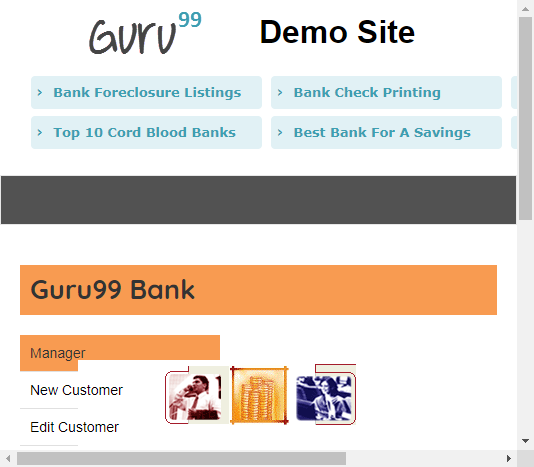 Guru99 Demo Site
› Bank Foreclosure Listings › Bank Check Printing
› Top 10 Cord Blood Banks › Best Bank For A Savings
Guru99 Bank
Manager
New Customer
Edit Customer